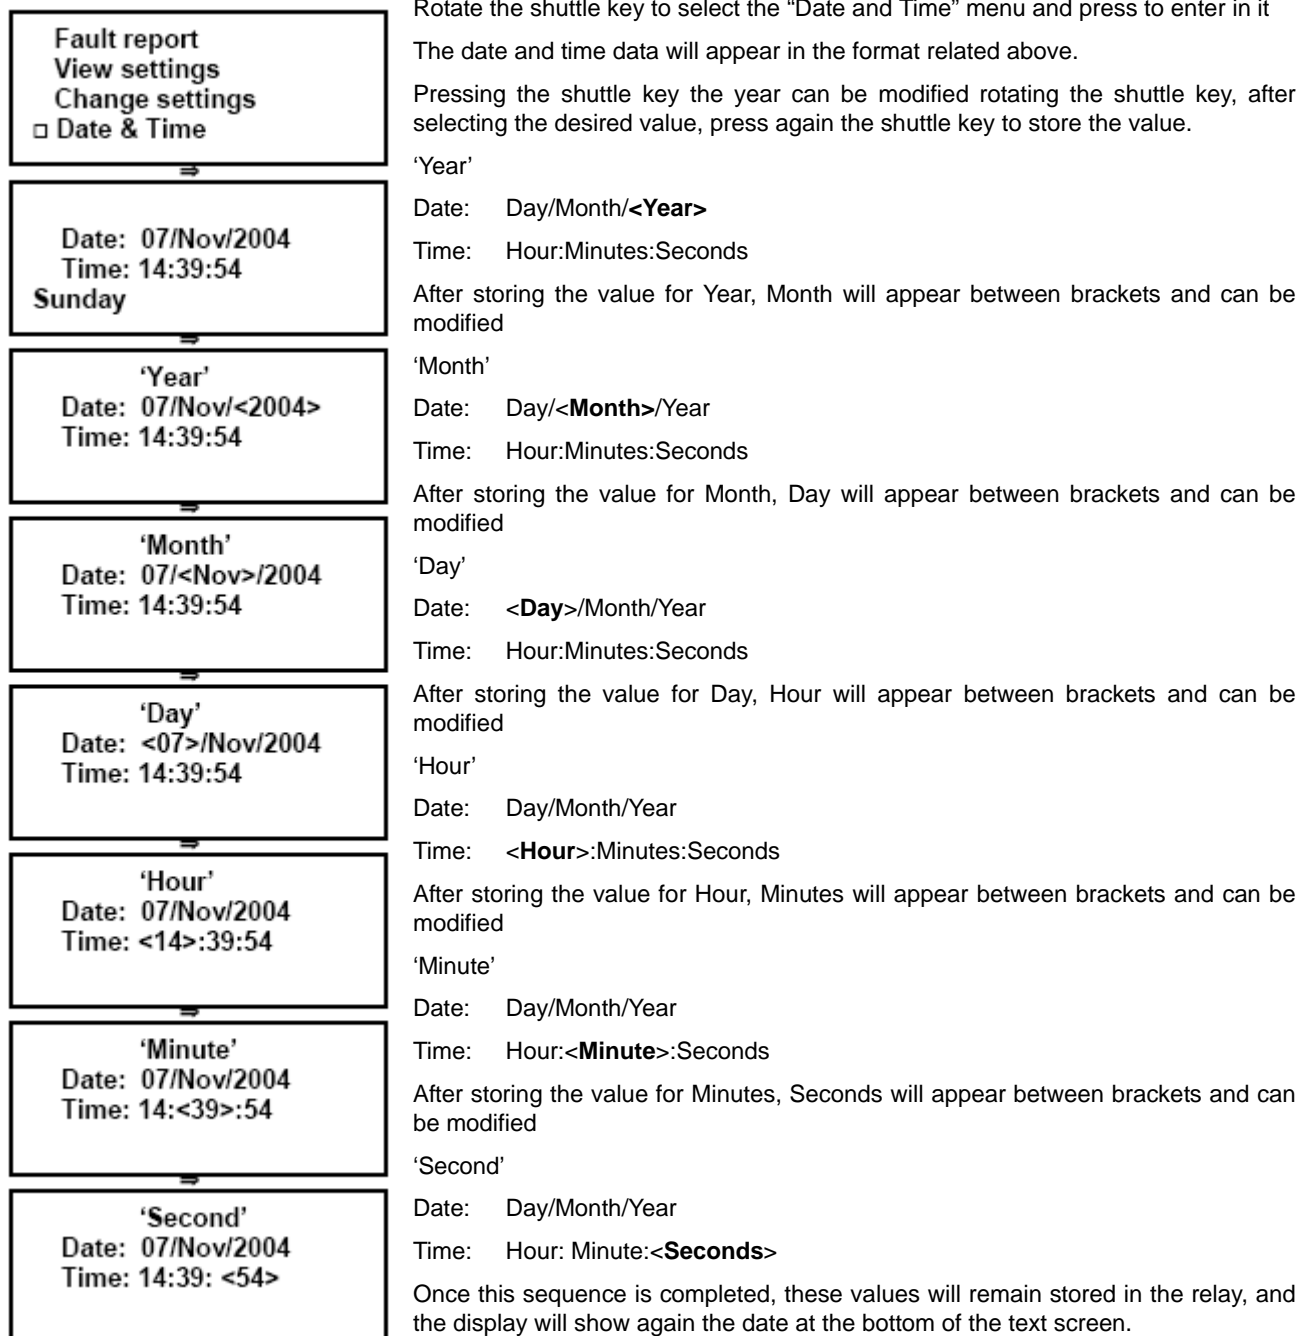 Fault report
View settings
Change settings
□ Date & Time
⇒
Date: 07/Nov/2004
Time: 14:39:54
Sunday
⇒
‘Year’
Date: 07/Nov/<2004>
Time: 14:39:54
⇒
‘Month’
Date: 07/<Nov>/2004
Time: 14:39:54
⇒
‘Day’
Date: <07>/Nov/2004
Time: 14:39:54
⇒
‘Hour’
Date: 07/Nov/2004
Time: <14>:39:54
⇒
‘Minute’
Date: 07/Nov/2004
Time: 14:<39>:54
⇒
‘Second’
Date: 07/Nov/2004
Time: 14:39: <54>
Rotate the shuttle key to select the “Date and Time” menu and press to enter in it
The date and time data will appear in the format related above.
Pressing the shuttle key the year can be modified rotating the shuttle key, after
selecting the desired value, press again the shuttle key to store the value.
‘Year’
Date: Day/Month/<Year>
Time: Hour:Minutes:Seconds
After storing the value for Year, Month will appear between brackets and can be
modified
‘Month’
Date: Day/<Month>/Year
Time: Hour:Minutes:Seconds
After storing the value for Month, Day will appear between brackets and can be
modified
‘Day’
Date: <Day>/Month/Year
Time: Hour:Minutes:Seconds
After storing the value for Day, Hour will appear between brackets and can be
modified
‘Hour’
Date: Day/Month/Year
Time: <Hour>:Minutes:Seconds
After storing the value for Hour, Minutes will appear between brackets and can be
modified
‘Minute’
Date: Day/Month/Year
Time: Hour:<Minute>:Seconds
After storing the value for Minutes, Seconds will appear between brackets and can
be modified
‘Second’
Date: Day/Month/Year
Time: Hour: Minute:<Seconds>
Once this sequence is completed, these values will remain stored in the relay, and
the display will show again the date at the bottom of the text screen.